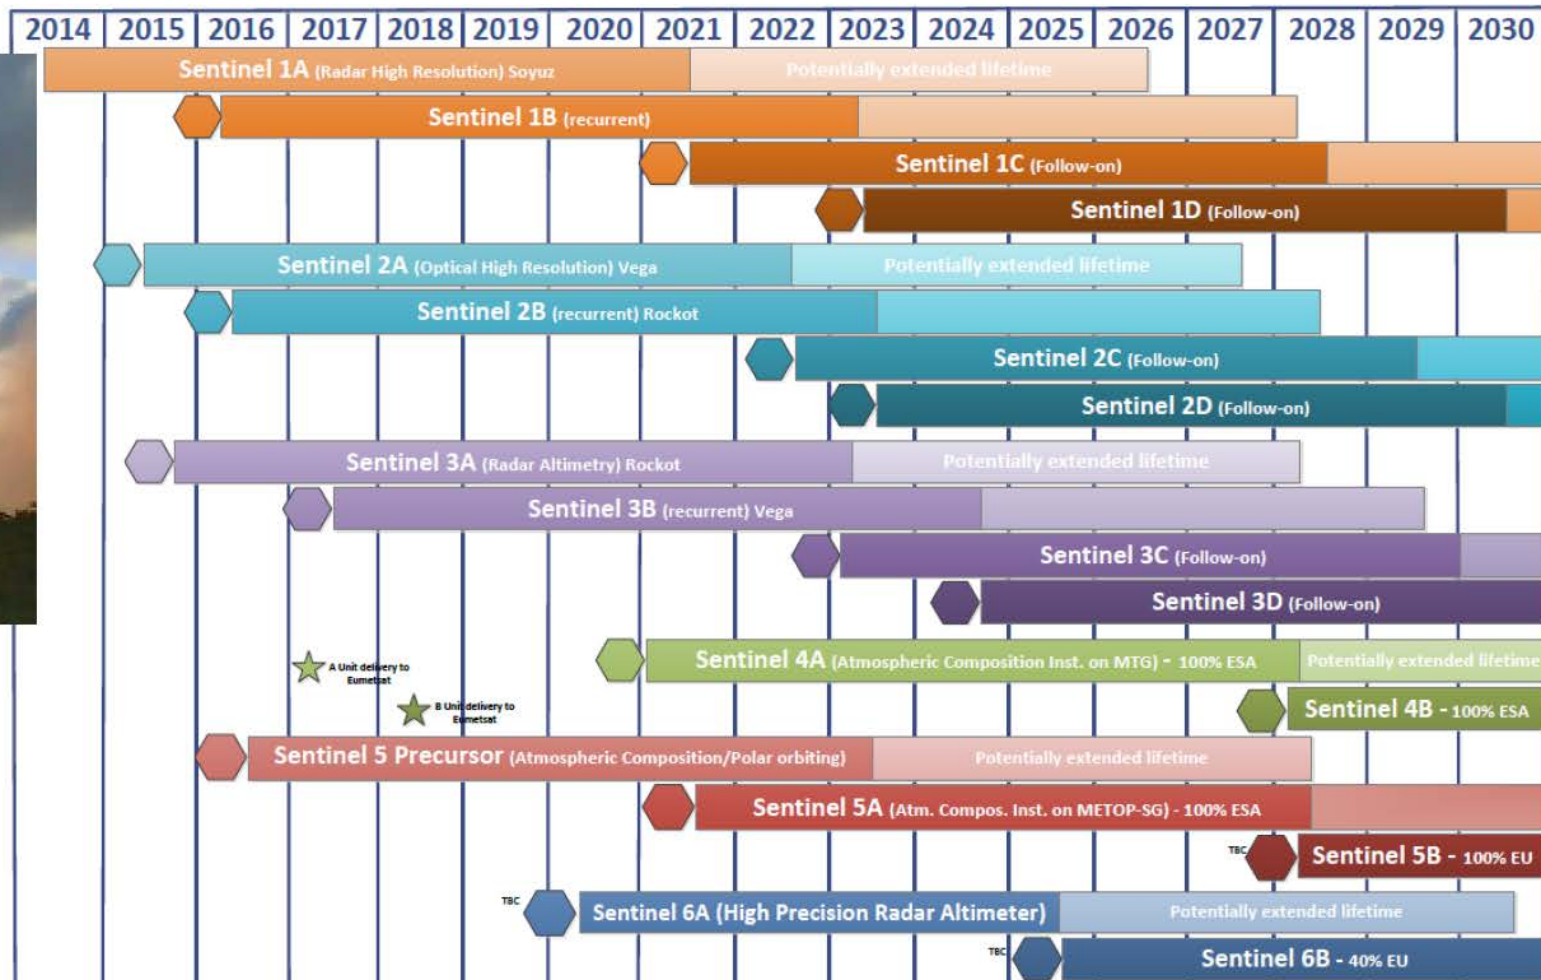 2014 2015 2016 2017 2018 2019 2020 2021 2022 2023 2024 2025 2026 2027 2028 2029 2030
Sentinel 1A (Radar High Resolution) Soyuz Potentially extended lifetime
Sentinel 1B (recurrent)
Sentinel 1C (Follow-on)
Sentinel 1D (Follow-on)
Sentinel 2A (Optical High Resolution) Vega Potentially extended lifetime
Sentinel 2B (recurrent) Rockot
Sentinel 2C (Follow-on)
Sentinel 2D (Follow-on)
Sentinel 3A (Radar Altimetry) Rockot Potentially extended lifetime
Sentinel 3B (recurrent) Vega
Sentinel 3C (Follow-on)
Sentinel 3D (Follow-on)
Sentinel 4A (Atmospheric Composition Inst. on MTG) - 100% ESA Potentially extended lifetime
A Unit delivery to
Eumetsat
B Unit delivery to
Eumetsat
Sentinel 4B - 100% ESA
Sentinel 5 Precursor (Atmospheric Composition/Polar orbiting) Potentially extended lifetime
Sentinel 5A (Atm. Compos. Inst. on METOP-SG) - 100% ESA
TBC Sentinel 5B - 100% EU
TBC Sentinel 6A (High Precision Radar Altimeter) Potentially extended lifetime
TBC Sentinel 6B - 40% EU